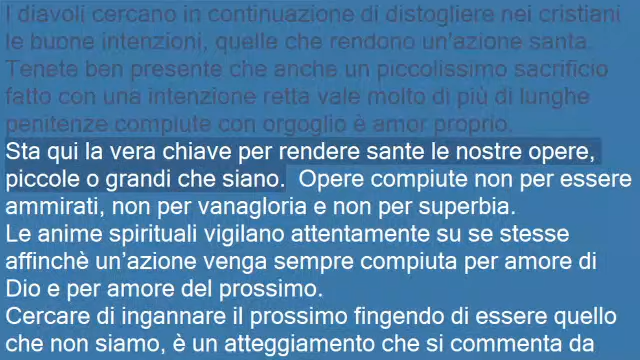 I diavoli cercano in continuazione di distogliere nei cristiani
le buone intenzioni, quelle che rendono un'azione santa.
Tenete ben presente che anche un piccolissimo sacrificio
fatto con una intenzione retta vale molto di più di lunghe
penitenze compiute con orgoglio è amor proprio.
Sta qui la vera chiave per rendere sante le nostre opere,
piccole o grandi che siano.  Opere compiute non per essere
ammirati, non per vanagloria e non per superbia.
Le anime spirituali vigilano attentamente su se stesse
affinchè un'azione venga sempre compiuta per amore di
Dio e per amore del prossimo.
Cercare di ingannare il prossimo fingendo di essere quello
che non siamo, è un atteggiamento che si commenta da